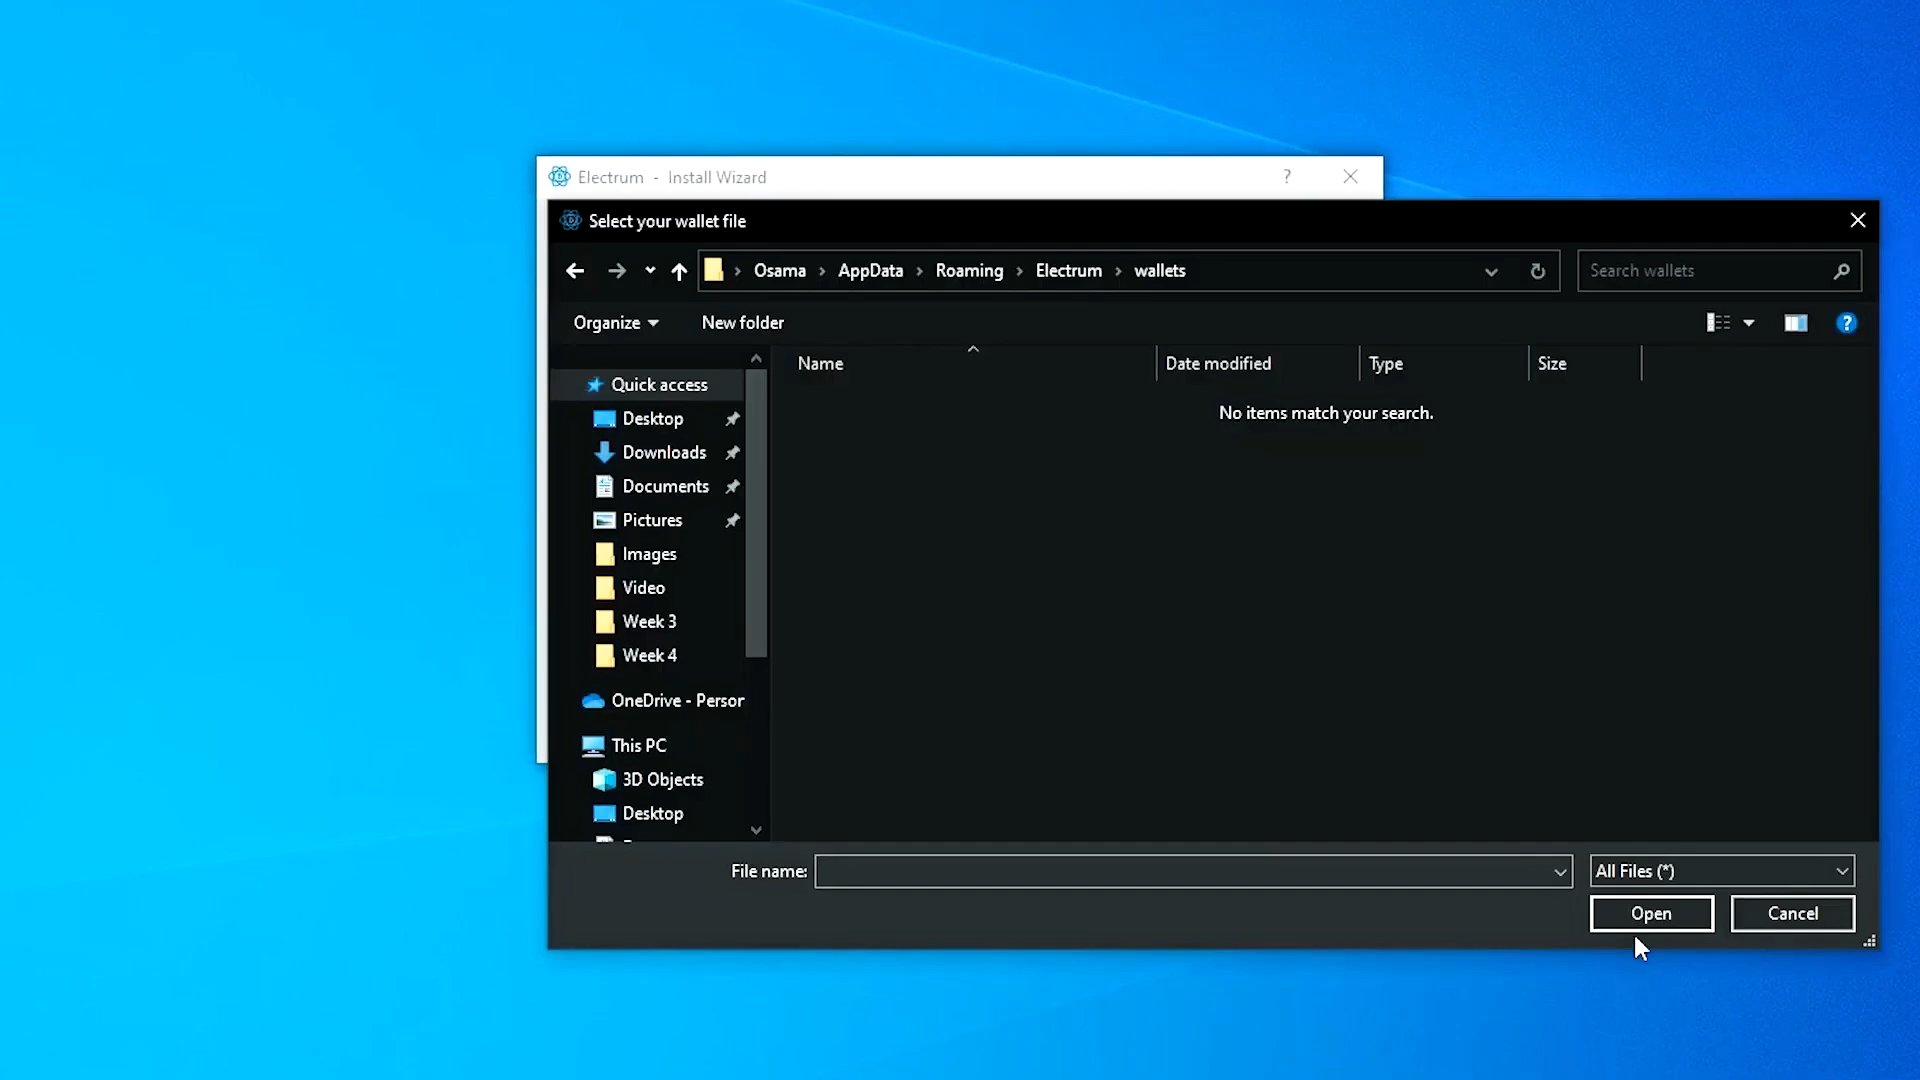 Electrum - Install Wizard
?
Select your wallet file
Osama > AppData > Roaming > Electrum > wallets
Search wallets
Organize
New folder
?
Name
Date modified
Type
Size
No items match your search.
Quick access
Desktop
Downloads
Documents
Pictures
Images
Video
Week 3
Week 4
OneDrive - Person
This PC
3D Objects
Desktop
File name:
All Files (*)
Open
Cancel